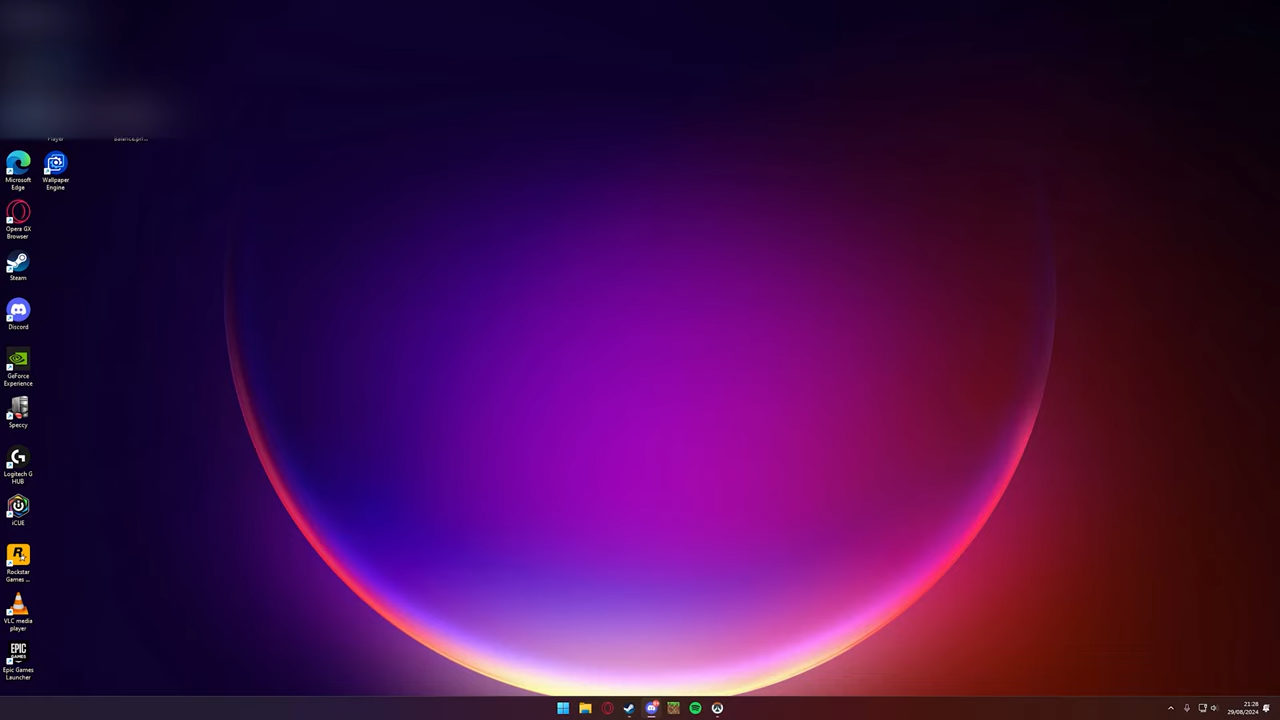 Player
Microsoft
Edge
Wallpaper
Engine
Opera GX
Browser
Steam
Discord
GeForce
Experience
Speccy
Logitech G
HUB
iCUE
Rockstar
Games ...
VLC media
player
EPIC
GAMES
Epic Games
Launcher
21:28
29/08/2024